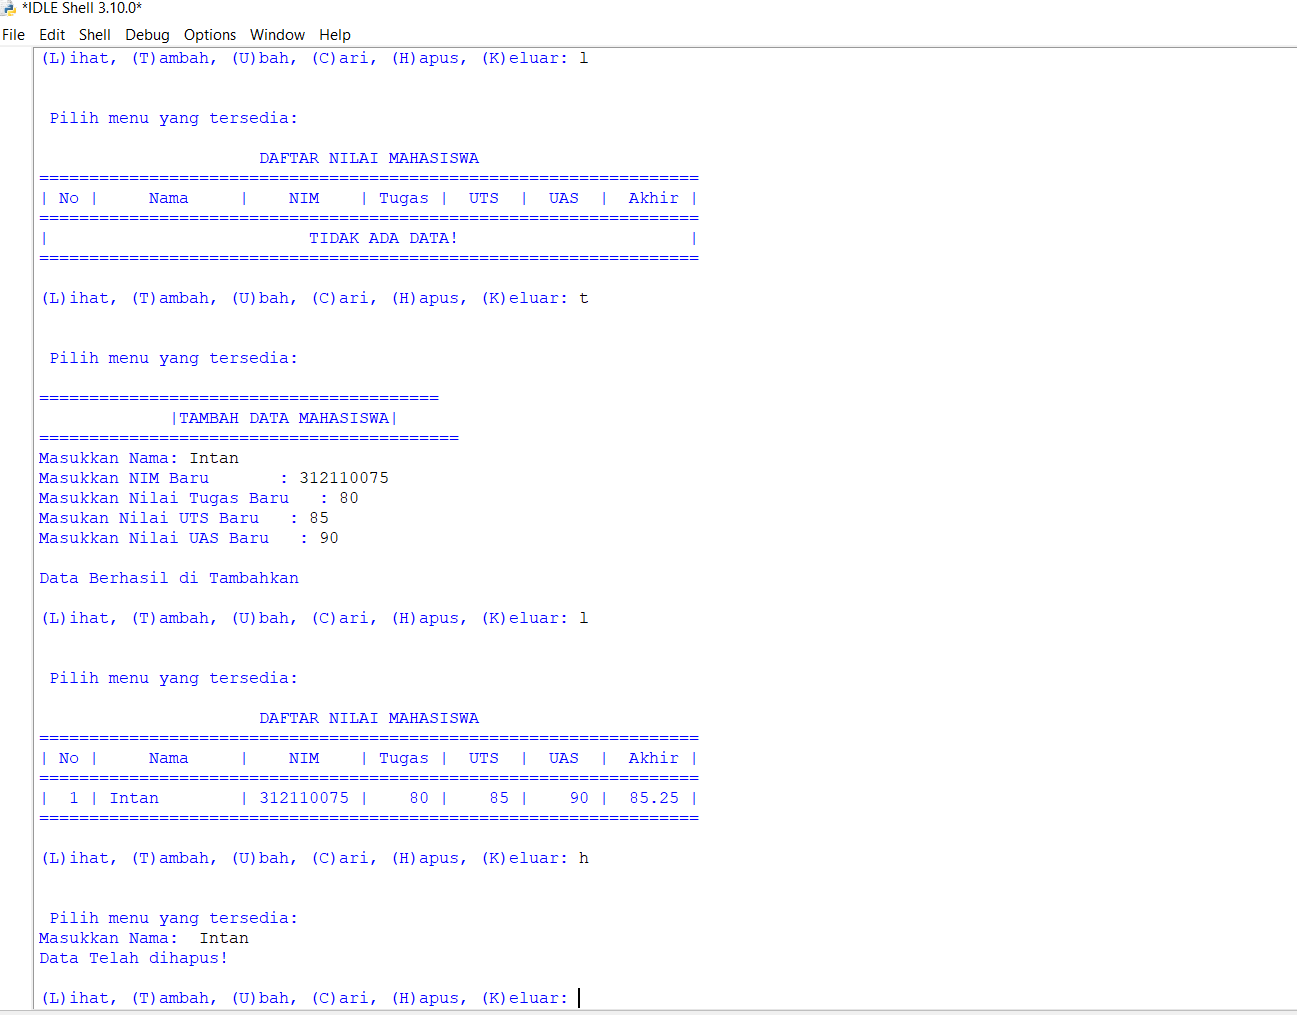 *IDLE Shell 3.10.0*
File Edit Shell Debug Options Window Help
(L)ihat, (T)ambah, (U)bah, (C)ari, (H)apus, (K)eluar: l
Pilih menu yang tersedia:
DAFTAR NILAI MAHASISWA
==================================================================
| No |     Nama     |    NIM    | Tugas |  UTS  |  UAS  |  Akhir |
==================================================================
|                          TIDAK ADA DATA!                       |
==================================================================
(L)ihat, (T)ambah, (U)bah, (C)ari, (H)apus, (K)eluar: t
Pilih menu yang tersedia:
========================================
|TAMBAH DATA MAHASISWA|
==========================================
Masukkan Nama: Intan
Masukkan NIM Baru       : 312110075
Masukkan Nilai Tugas Baru   : 80
Masukan Nilai UTS Baru   : 85
Masukkan Nilai UAS Baru   : 90
Data Berhasil di Tambahkan
(L)ihat, (T)ambah, (U)bah, (C)ari, (H)apus, (K)eluar: l
Pilih menu yang tersedia:
DAFTAR NILAI MAHASISWA
==================================================================
| No |     Nama     |    NIM    | Tugas |  UTS  |  UAS  |  Akhir |
==================================================================
|  1 | Intan        | 312110075 |    80 |    85 |    90 |  85.25 |
==================================================================
(L)ihat, (T)ambah, (U)bah, (C)ari, (H)apus, (K)eluar: h
Pilih menu yang tersedia:
Masukkan Nama:  Intan
Data Telah dihapus!
(L)ihat, (T)ambah, (U)bah, (C)ari, (H)apus, (K)eluar: